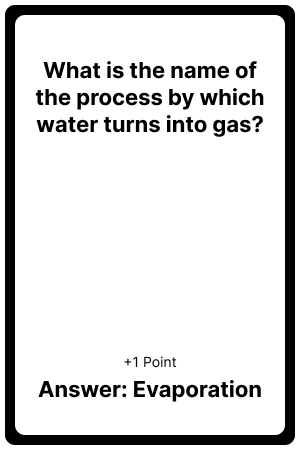 What is the name of
the process by which
water turns into gas?
+1 Point
Answer: Evaporation